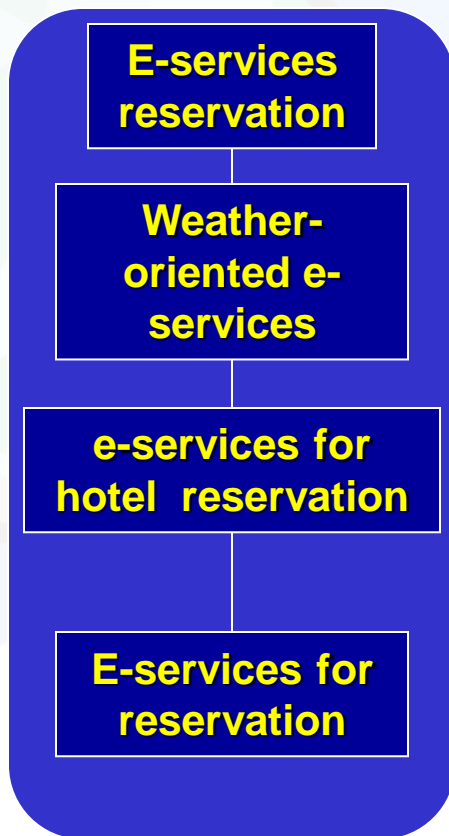 E-services
reservation
Weather-
oriented e-
services
e-services for
hotel  reservation
E-services for
reservation